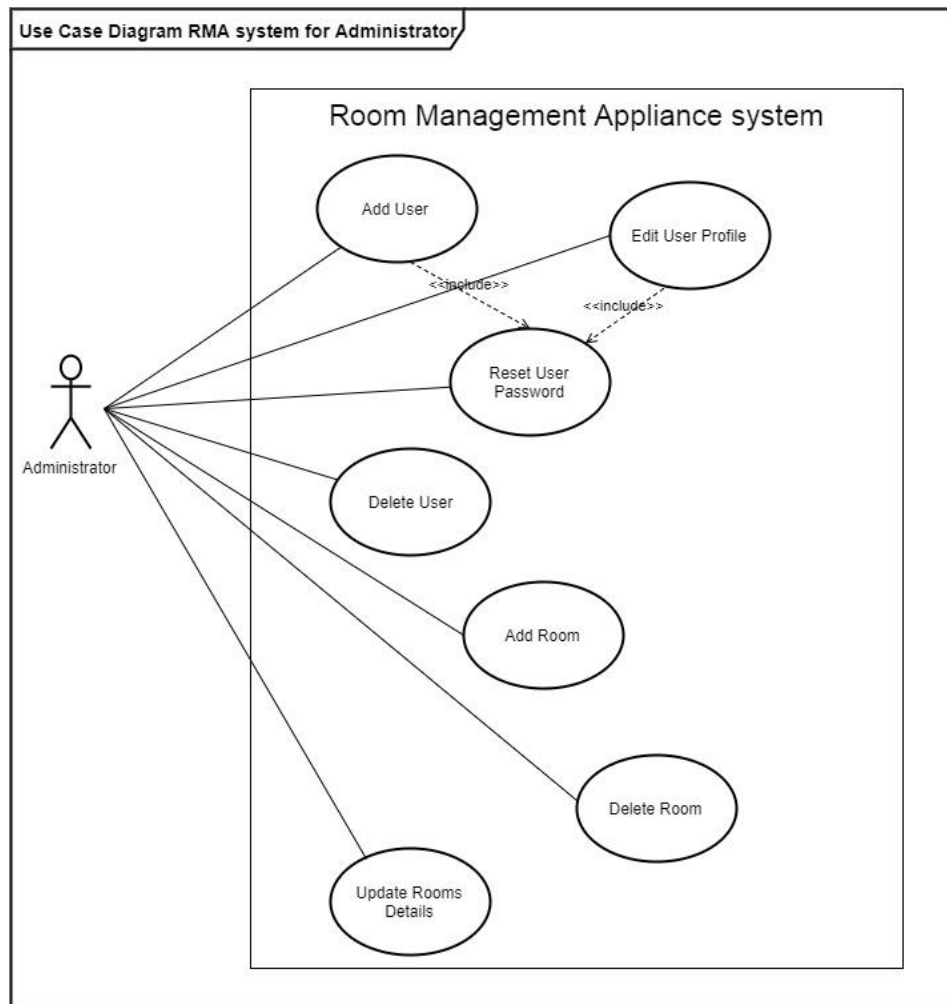 Use Case Diagram RMA system for Administrator
Room Management Appliance system
Add User
Edit User Profile
<<include>>
<<include>>
Reset User
Password
Administrator
Delete User
Add Room
Delete Room
Update Rooms
Details